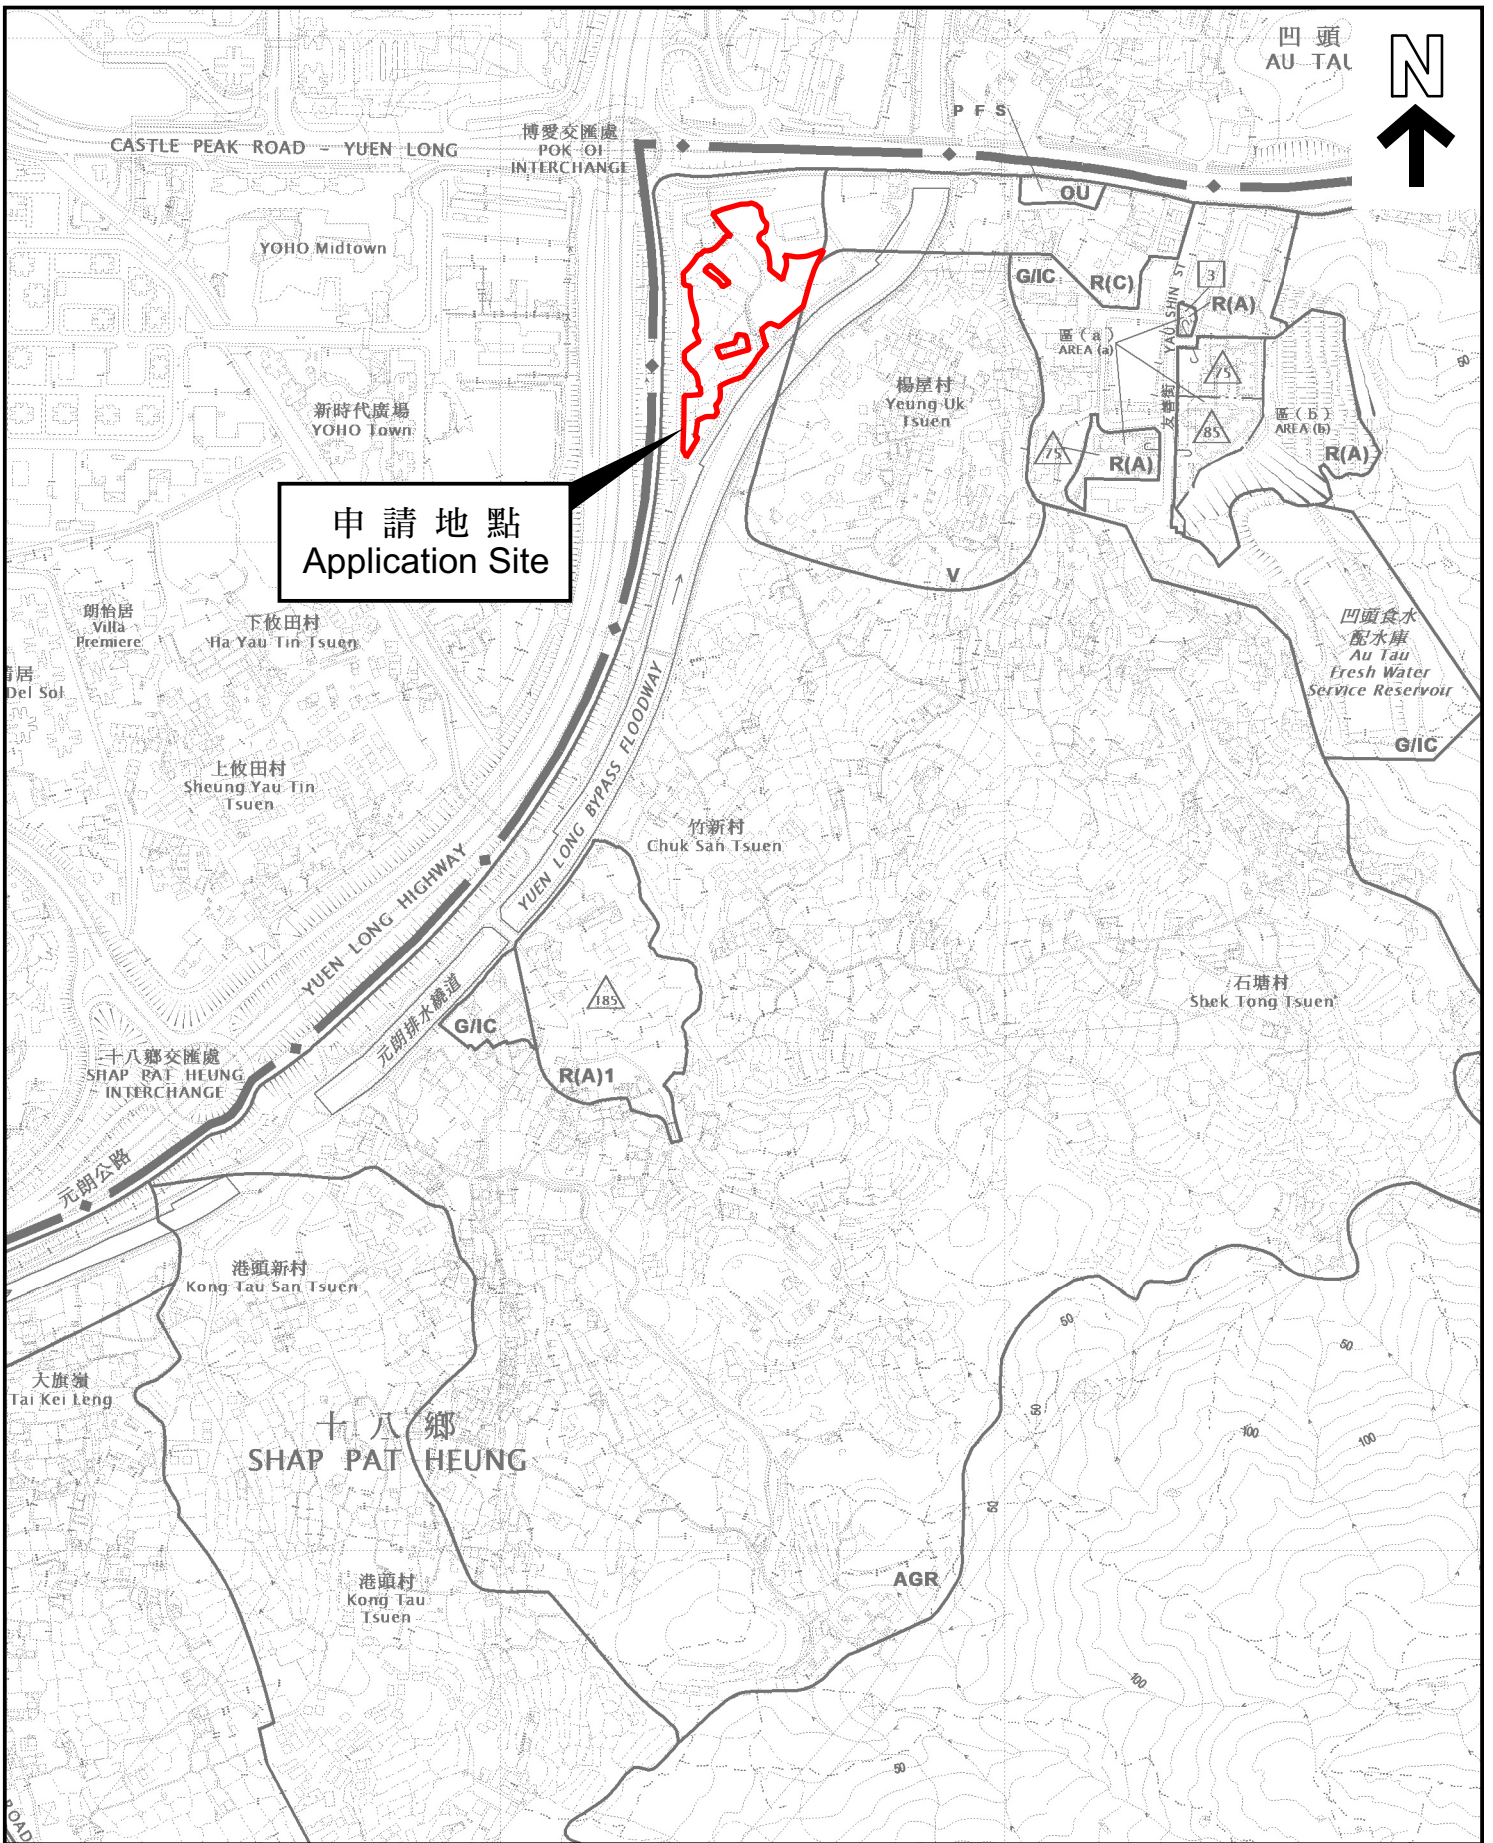 凹頭
AU TAU
N
P F S
CASTLE PEAK ROAD - YUEN LONG
博愛交匯處
POK OI
INTERCHANGE
OU
YOHO Midtown
G/IC
R(C)
YAU SHIN ST
友善街
3
R(A)
區(a)
AREA (a)
75
50
楊屋村
Yeung Uk
Tsuen
新時代廣場
YOHO Town
區(b)
AREA (b)
85
75
R(A)
R(A)
申請地點
Application Site
V
朗怡居
Villa
Premiere
下攸田村
Ha Yau Tin Tsuen
凹頭食水
配水庫
Au Tau
Fresh Water
Service Reservoir
G/IC
居
Del Sol
上攸田村
Sheung Yau Tin
Tsuen
YUEN LONG BYPASS FLOODWAY
竹新村
Chuk San Tsuen
YUEN LONG HIGHWAY
185
石塘村
Shek Tong Tsuen
元朗排水繞道
G/IC
R(A)1
十八鄉交匯處
SHAP PAT HEUNG
INTERCHANGE
元朗公路
港頭新村
Kong Tau San Tsuen
50
50
大旗嶺
Tai Kei Leng
十八鄉
SHAP PAT HEUNG
50
100
100
50
港頭村
Kong Tau
Tsuen
AGR
100
50
ROAD